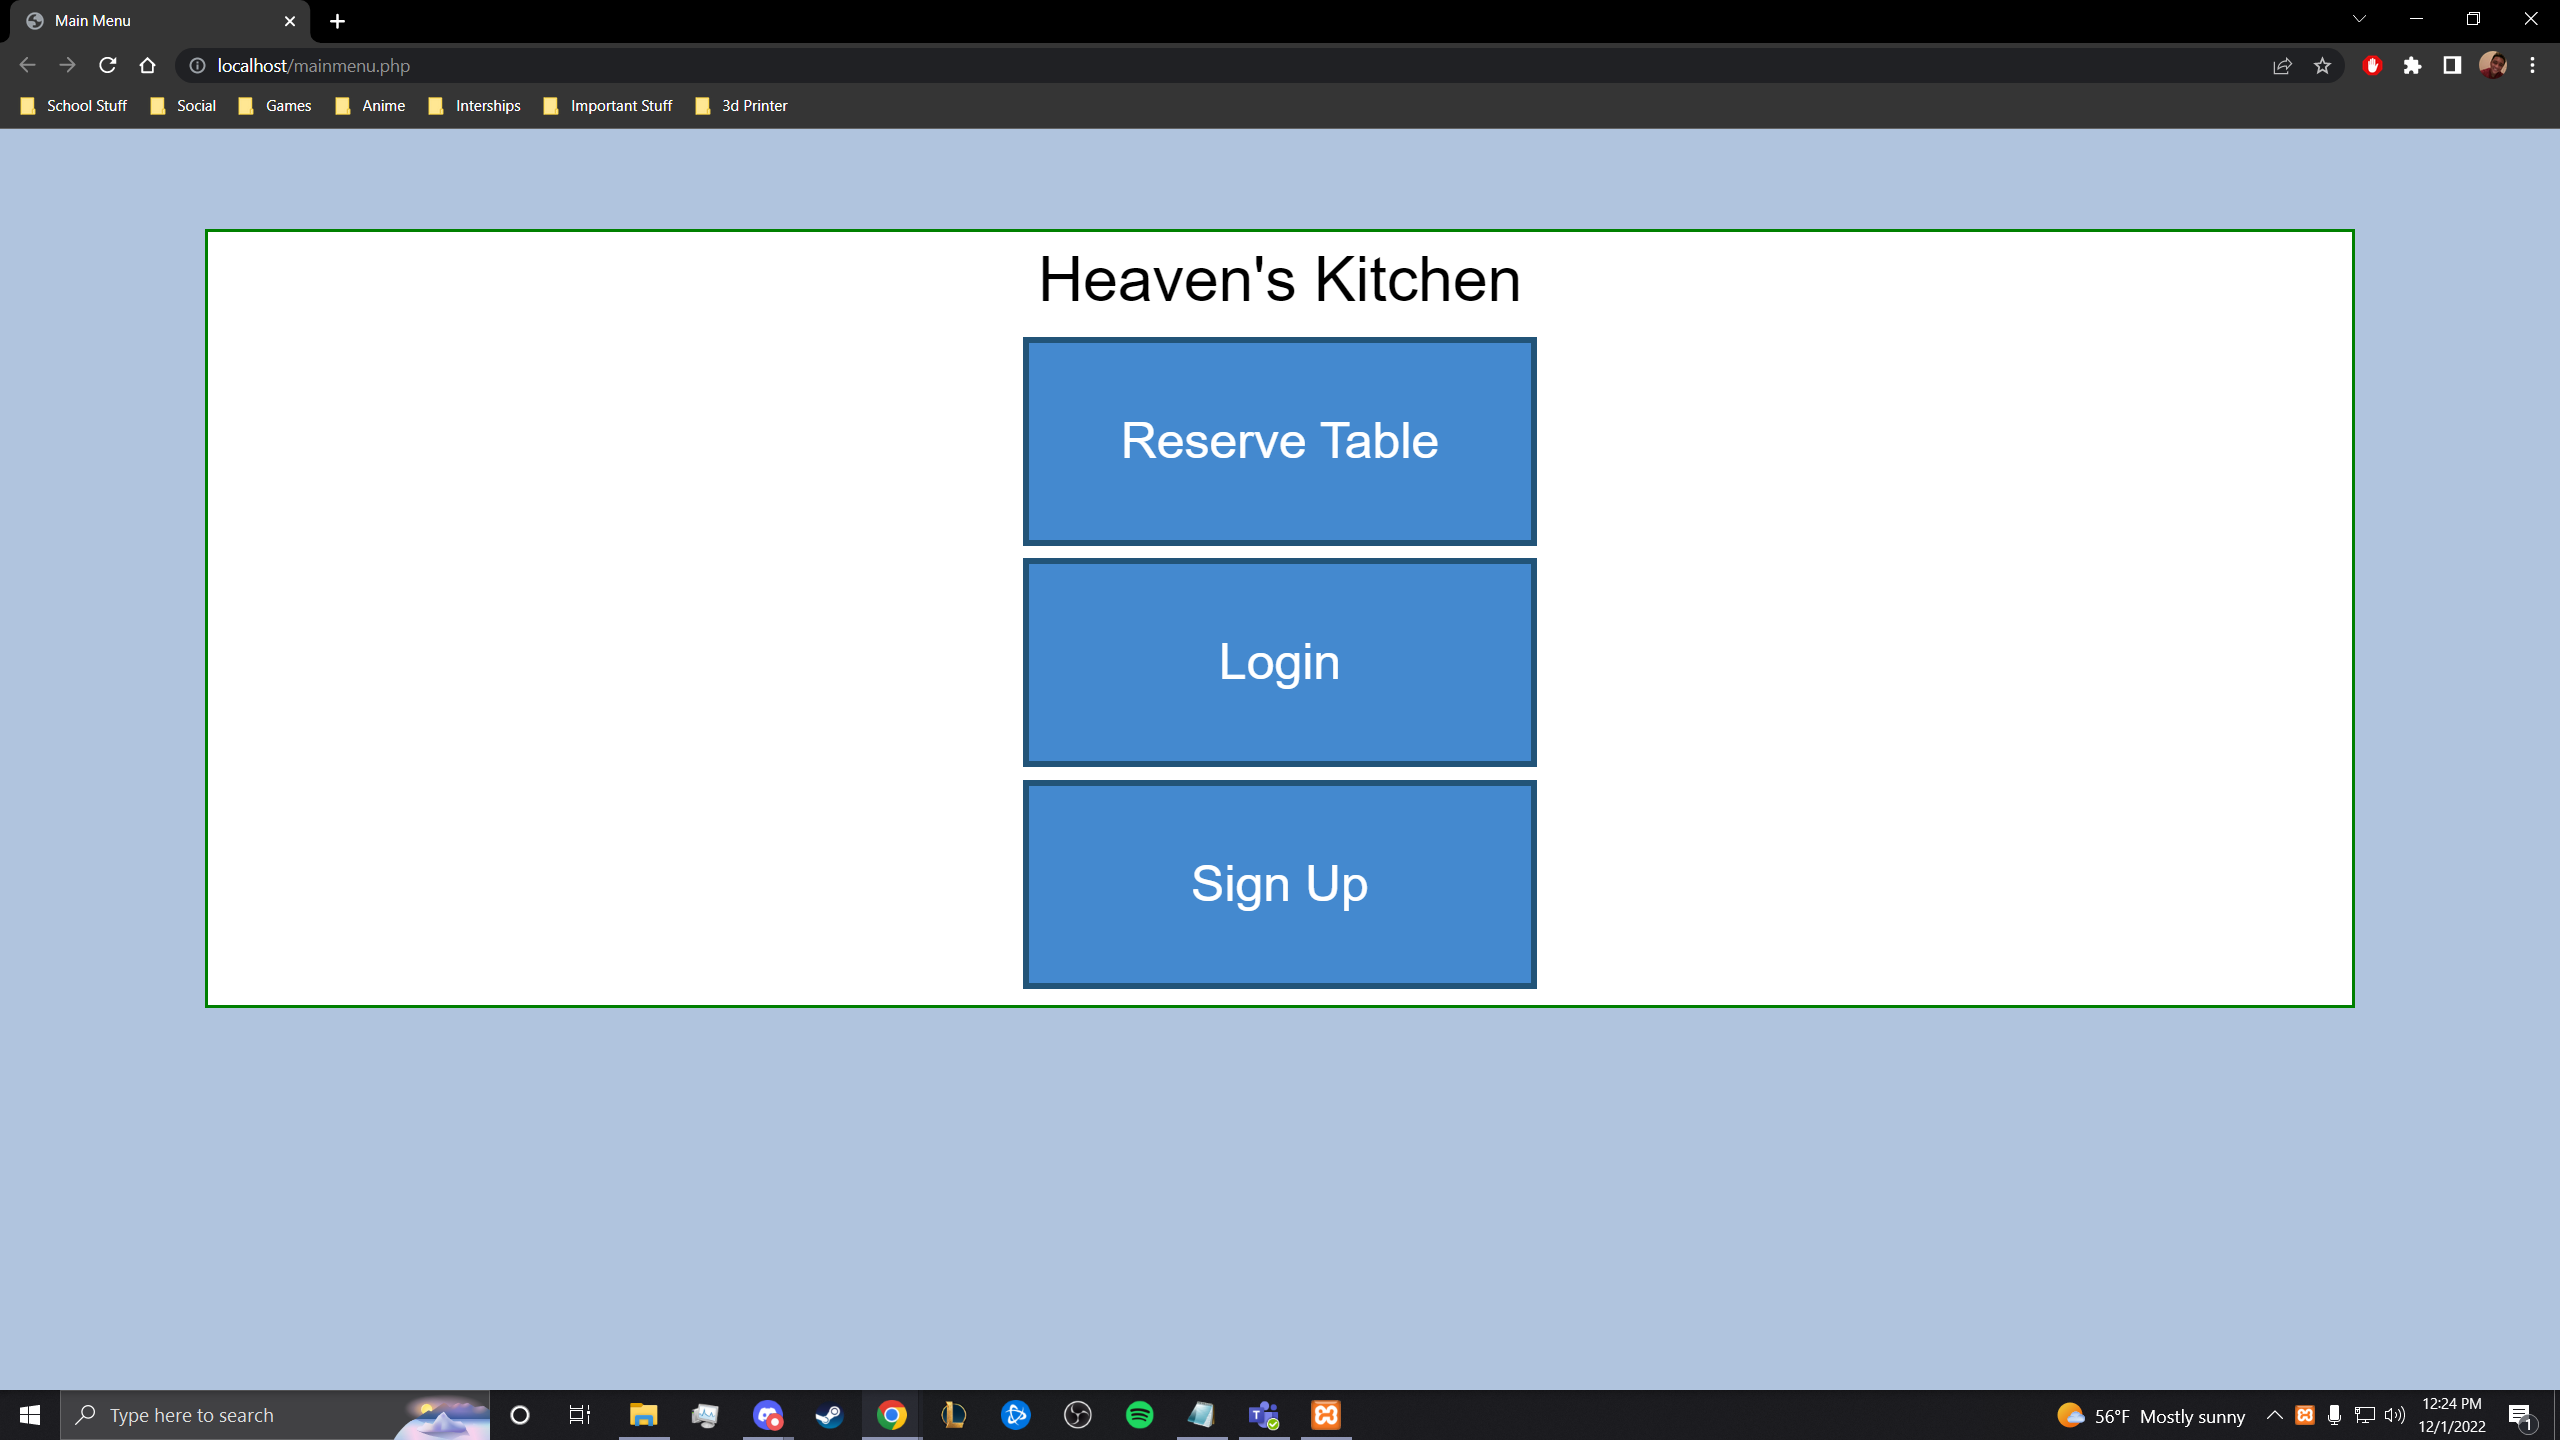 Main Menu
localhost/mainmenu.php
School Stuff Social Games Anime Interships Important Stuff 3d Printer
Heaven's Kitchen
Reserve Table
Login
Sign Up
Type here to search
56°F Mostly sunny
12:24 PM
12/1/2022
1